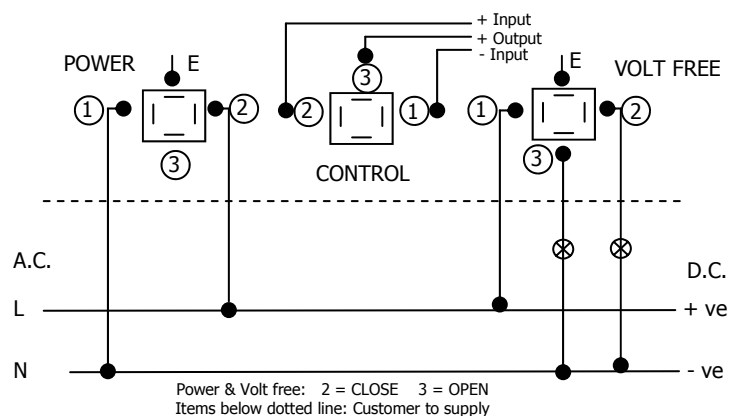 + Input
+ Output
- Input
POWER
E
E
VOLT FREE
3
1
2
2
1
1
2
3
3
CONTROL
A.C.
D.C.
L
+ ve
N
- ve
Power & Volt free: 2 = CLOSE 3 = OPEN
Items below dotted line: Customer to supply